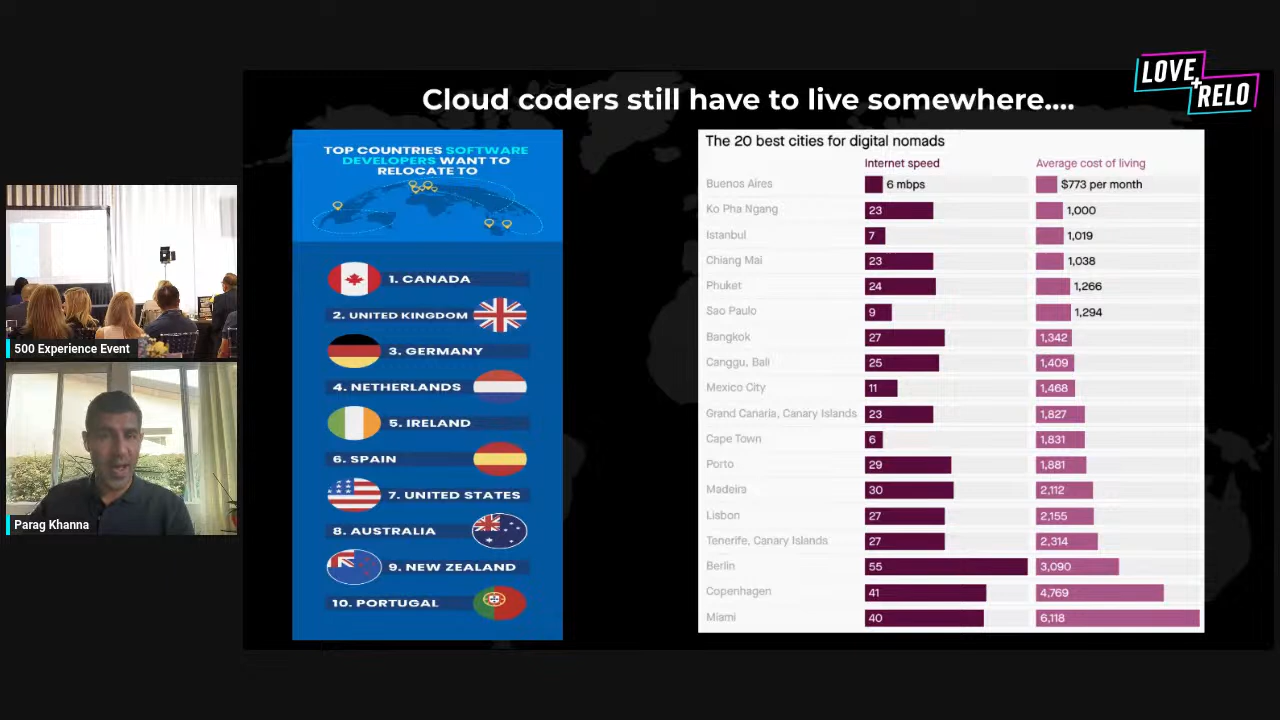 Cloud coders still have to live somewhere....
LOVE
+
RELO
TOP COUNTRIES SOFTWARE
DEVELOPERS WANT TO
RELOCATE TO
1. CANADA
2. UNITED KINGDOM
3. GERMANY
4. NETHERLANDS
5. IRELAND
6. SPAIN
7. UNITED STATES
8. AUSTRALIA
9. NEW ZEALAND
10. PORTUGAL
The 20 best cities for digital nomads
Internet speed Average cost of living
Buenos Aires 6 mbps $773 per month
Ko Pha Ngang 23 1,000
Istanbul 7 1,019
Chiang Mai 23 1,038
Phuket 24 1,266
Sao Paulo 9 1,294
Bangkok 27 1,342
Canggu, Bali 25 1,409
Mexico City 11 1,468
Grand Canaria, Canary Islands 23 1,827
Cape Town 6 1,831
Porto 29 1,881
Madeira 30 2,112
Lisbon 27 2,155
Tenerife, Canary Islands 27 2,314
Berlin 55 3,090
Copenhagen 41 4,769
Miami 40 6,118
500 Experience Event
Parag Khanna